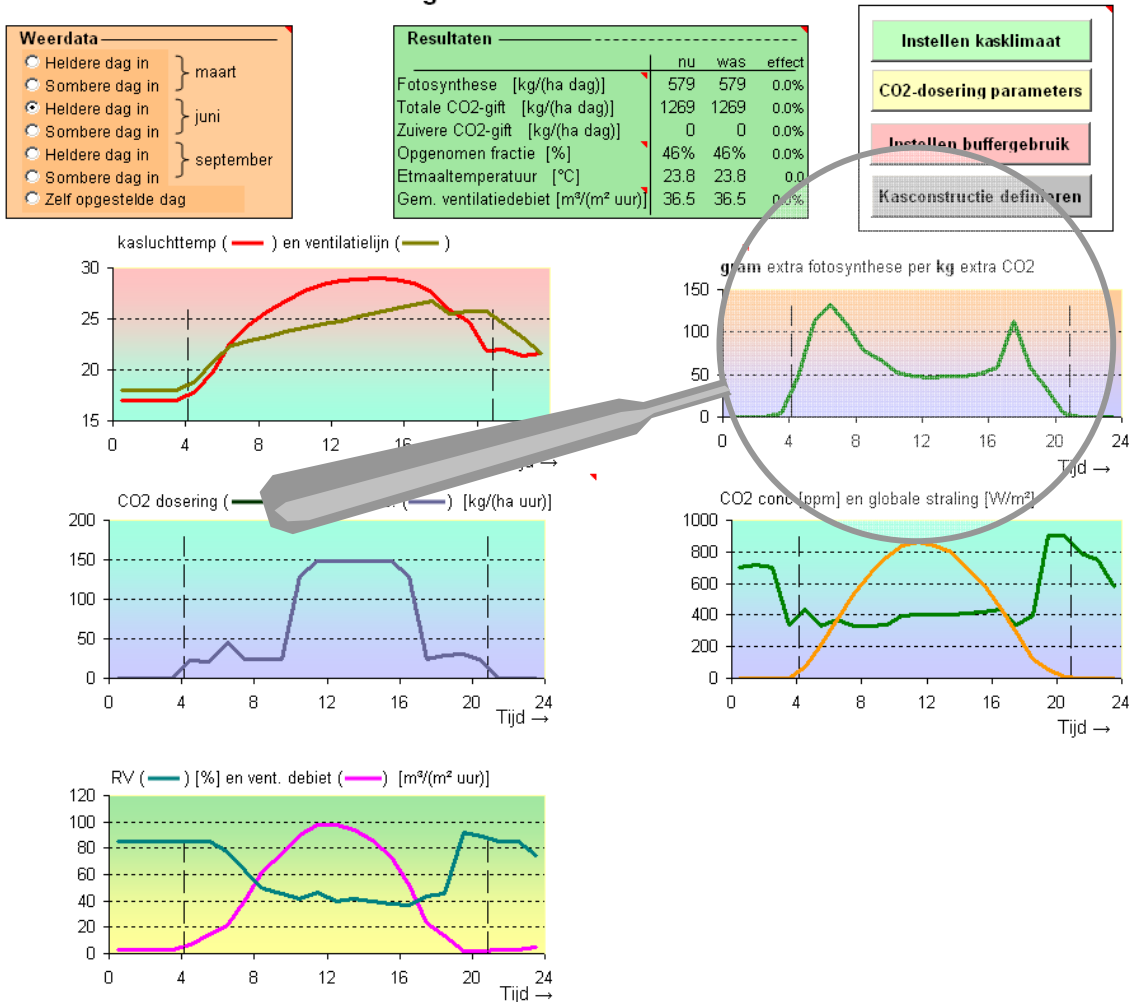 Weerdata
Heldere dag in
Sombere dag in
maart
Heldere dag in
Sombere dag in
juni
Heldere dag in
Sombere dag in
september
Zelf opgestelde dag
Resultaten
nu was effect
Fotosynthese [kg/(ha dag)] 579 579 0.0%
Totale CO2-gift [kg/(ha dag)] 1269 1269 0.0%
Zuivere CO2-gift [kg/(ha dag)] 0 0 0.0%
Opgenomen fractie [%] 46% 46% 0.0%
Etmaaltemperatuur [°C] 23.8 23.8 0.0
Gem. ventilatiedebiet [m³/(m² uur)] 36.5 36.5 0.0%
Instellen kasklimaat
CO2-dosering parameters
Instellen buffergebruik
Kasconstructie definieren
kasluchttemp ( ) en ventilatielijn ( )
30
25
20
15
0 4 8 12 16 24
Tijd →
gram extra fotosynthese per kg extra CO2
150
100
50
0
0 4 8 12 16 20 24
Tijd →
CO2 dosering ( ) [kg/(ha uur)]
200
150
100
50
0
0 4 8 12 16 20 24
Tijd →
CO2 conc [ppm] en globale straling [W/m²]
1000
800
600
400
200
0
0 4 8 12 16 20 24
Tijd →
RV ( ) [%] en vent. debiet ( ) [m³/(m² uur)]
120
100
80
60
40
20
0
0 4 8 12 16 20 24
Tijd →